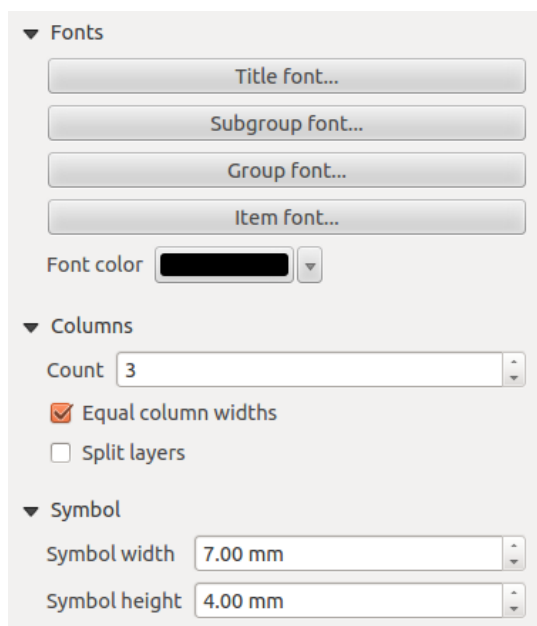 Fonts
Title font...
Subgroup font...
Group font...
Item font...
Font color
Columns
Count 3
Equal column widths
Split layers
Symbol
Symbol width 7.00 mm
Symbol height 4.00 mm